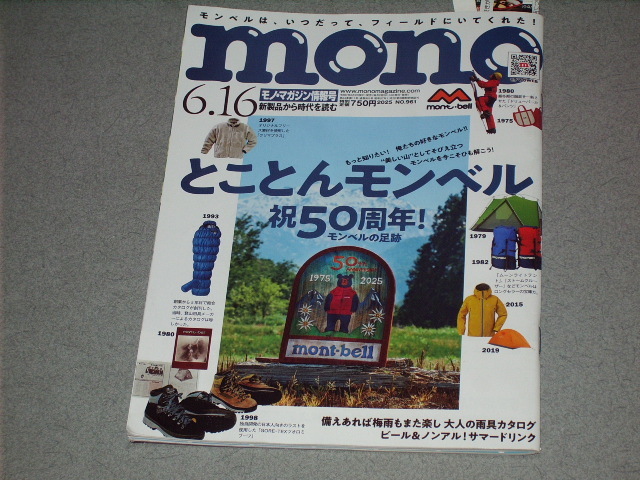 モンベルは、いつだって、フィールドにいてくれた!
mono
6.16
モノ・マガジン情報号
新製品から時代を読む
www.monomagazine.com
750円 2025 NO.961
mont-bell
1980
1975
1997
もっと知りたい! 俺たちの好きなモンベル!!
"美しい山"としてそびえ立つ
モンベルを今こそひも解こう!
とことんモンベル
祝50周年!
モンベルの足跡
1993
1979
1982
50
1975 2025
mont-bell
2015
2019
1980
1998
備えあれば梅雨もまた楽し 大人の雨具カタログ
ビール&ノンアル! サマードリンク